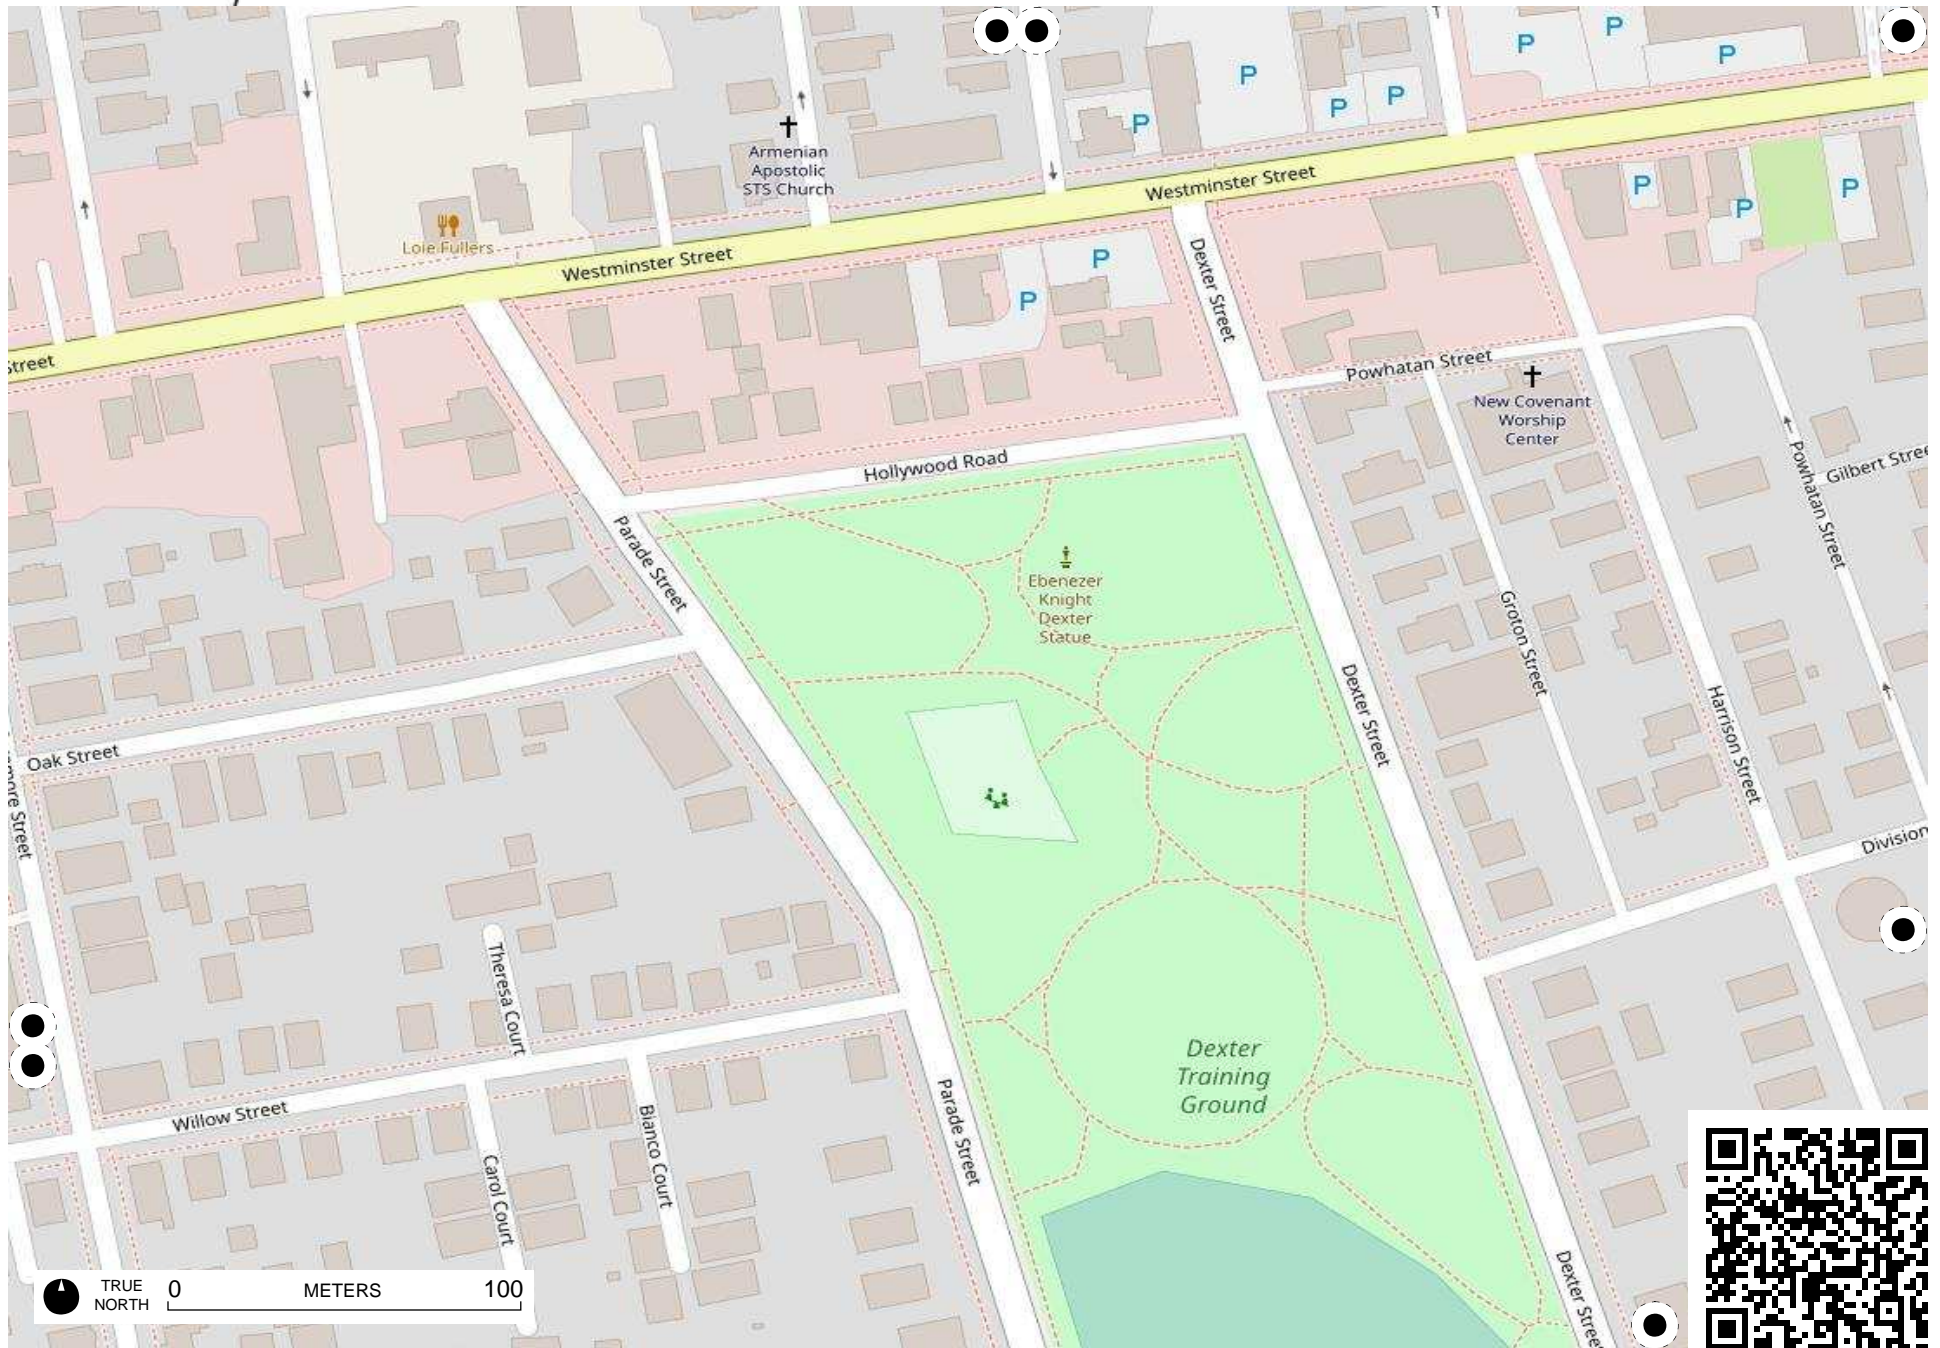 P
P
P
P
P
P
P
Armenian
Apostolic
STS Church
Westminster Street
P
P
P
Loie Fullers
Westminster Street
Dexter Street
P
P
Street
Powhatan Street
New Covenant
Worship
Center
Hollywood Road
Powhatan Street
Gilbert Stree
Parade Street
Ebenezer
Knight
Dexter
Statue
Groton Street
Dexter Street
Harrison Street
Oak Street
more Street
Division
Theresa Court
Dexter
Training
Ground
Parade Street
Willow Street
Bianco Court
Carol Court
Dexter Stree
TRUE
NORTH
0 METERS 100